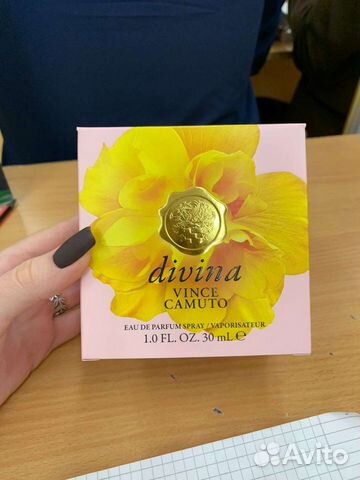 divina
VINCE
CAMUTO
EAU DE PARFUM SPRAY / VAPORISATEUR
1.0 FL. OZ. 30 mL e
Avito